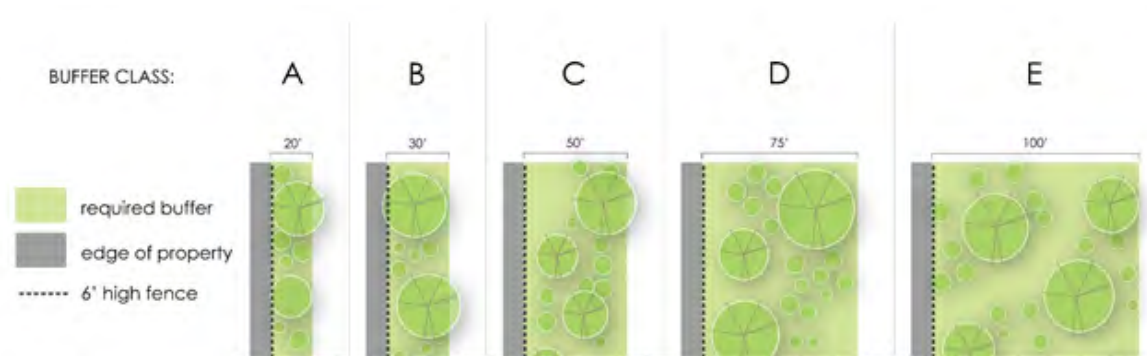 BUFFER CLASS:
A
B
C
D
E
20'
30'
50'
75'
100'
required buffer
edge of property
6' high fence